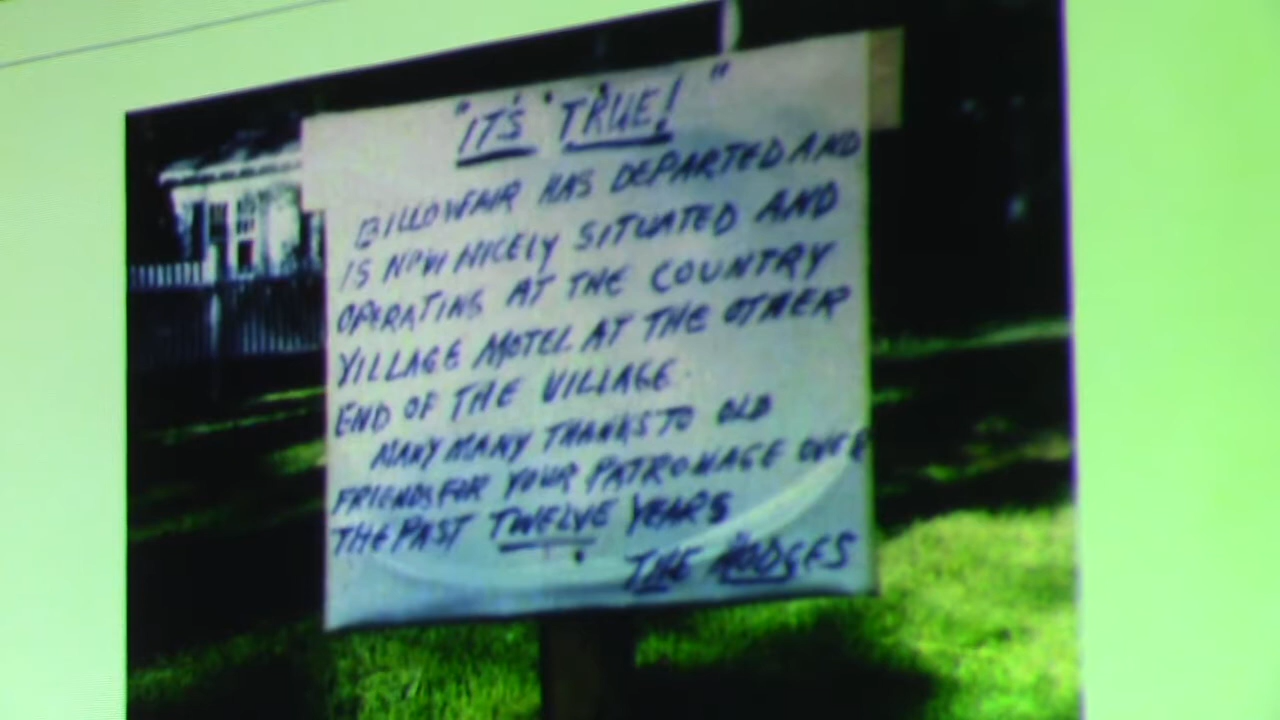 "IT'S TRUE!"
BILLOWFAIR HAS DEPARTED AND
IS NOW NICELY SITUATED AND
OPERATING AT THE COUNTRY
VILLAGE MOTEL AT THE OTHER
END OF THE VILLAGE.
MANY MANY THANKS TO OLD
FRIENDS FOR YOUR PATRONAGE OVER
THE PAST TWELVE YEARS
THE HODGES